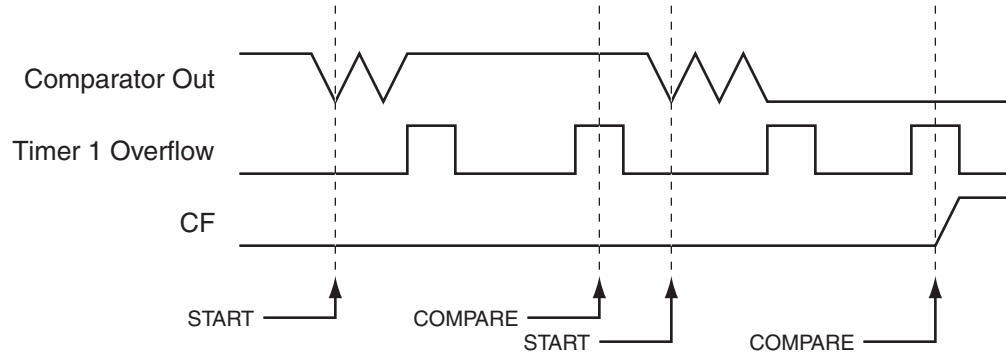 Comparator Out
Timer 1 Overflow
CF
START
COMPARE
START
COMPARE